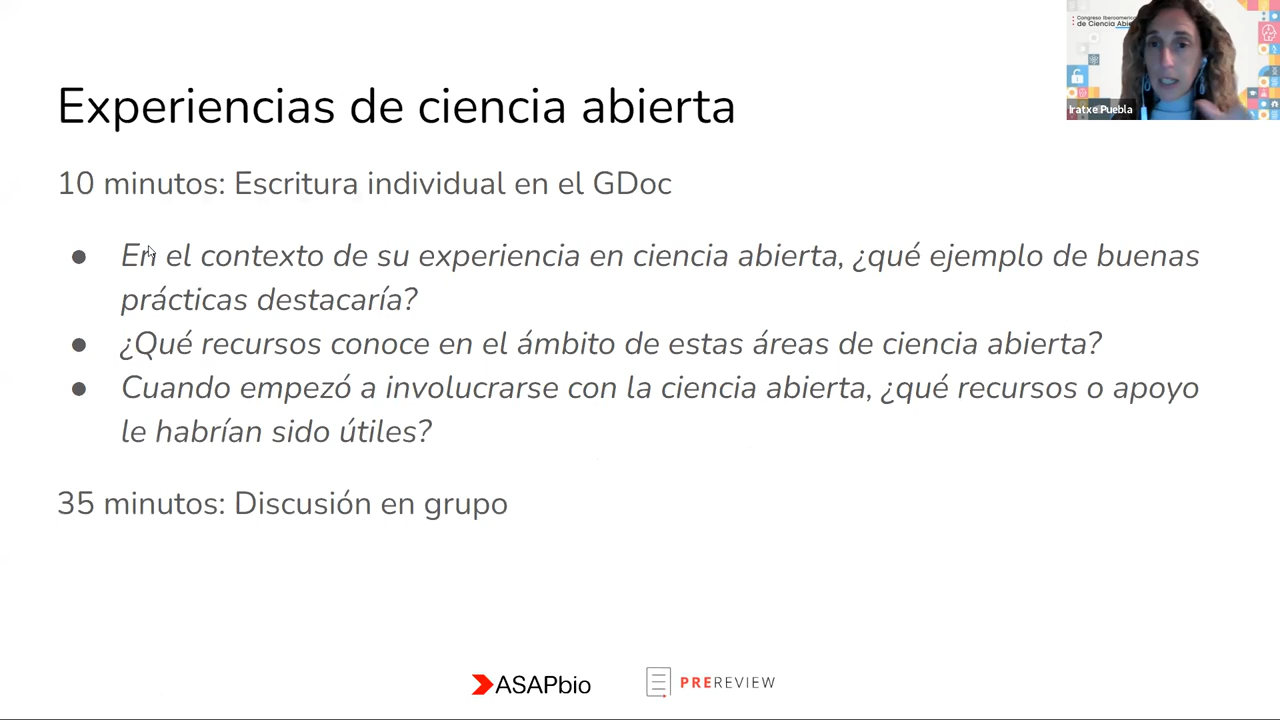 Congreso Iberoamerica
de Ciencia Abie
Iratxe Puebla
Experiencias de ciencia abierta
10 minutos: Escritura individual en el GDoc
● En el contexto de su experiencia en ciencia abierta, ¿qué ejemplo de buenas
prácticas destacaría?
● ¿Qué recursos conoce en el ámbito de estas áreas de ciencia abierta?
● Cuando empezó a involucrarse con la ciencia abierta, ¿qué recursos o apoyo
le habrían sido útiles?
35 minutos: Discusión en grupo
ASAPbio
PREREVIEW